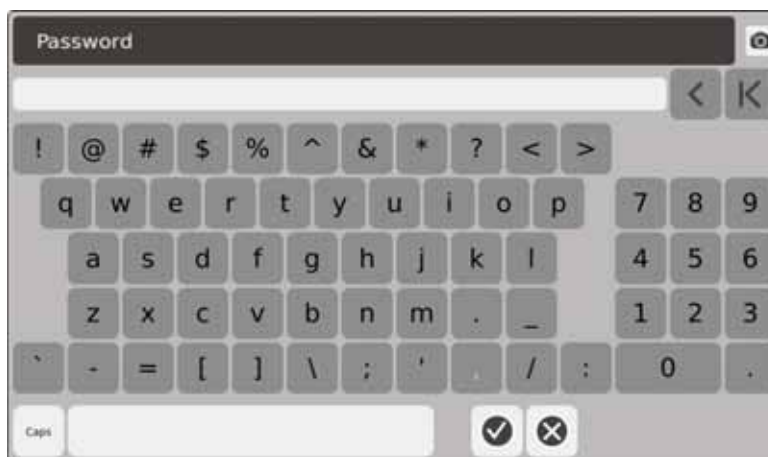 Password
! @ # $ % ^ & * ? < >
q w e r t y u i o p 7 8 9
a s d f g h j k l 4 5 6
z x c v b n m . _ 1 2 3
` - = [ ] \ ; ' , / : 0 .
Caps